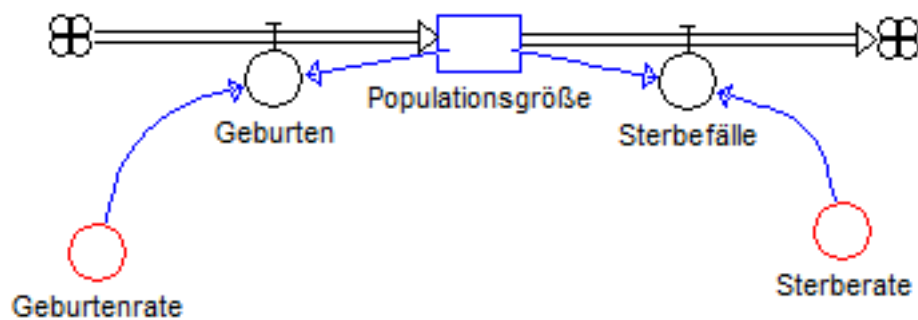 Populationsgröße
Geburten
Sterbefälle
Geburtenrate
Sterberate